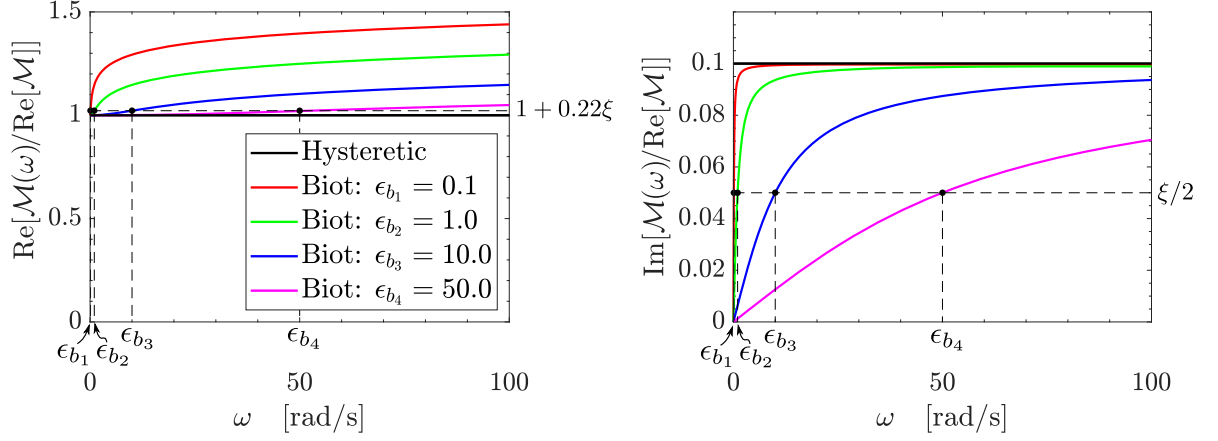 Re[ℳ(ω)/Re[ℳ]]
1.5
1
0.5
0
1 + 0.22ξ
Hysteretic
Biot: ϵ_{b_1} = 0.1
Biot: ϵ_{b_2} = 1.0
Biot: ϵ_{b_3} = 10.0
Biot: ϵ_{b_4} = 50.0
ϵ_{b_1} ϵ_{b_2} ϵ_{b_3} ϵ_{b_4}
0 50 100
ω [rad/s]
Im[ℳ(ω)/Re[ℳ]]
0.1
0.08
0.06
0.04
0.02
0
ξ/2
ϵ_{b_1} ϵ_{b_2} ϵ_{b_3} ϵ_{b_4}
0 50 100
ω [rad/s]